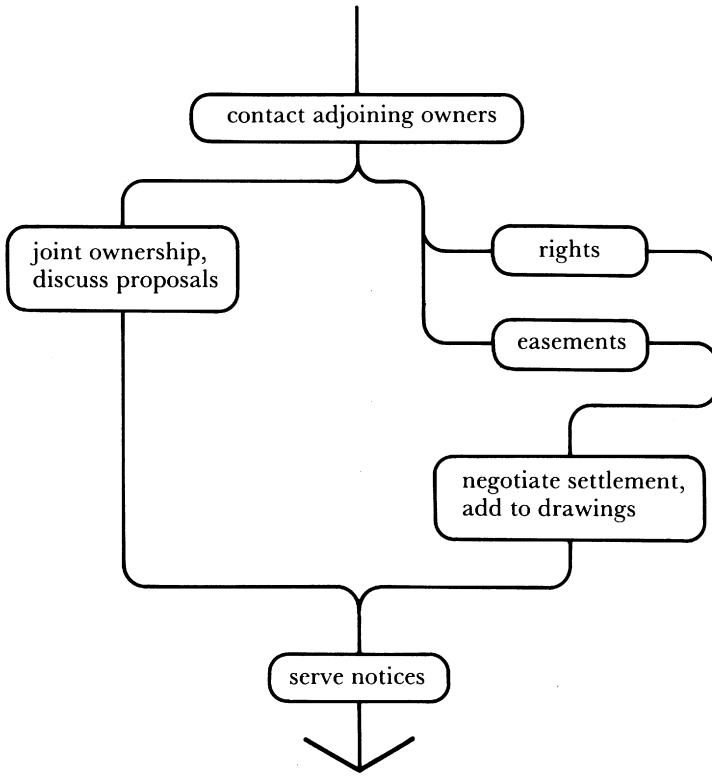 contact adjoining owners
joint ownership,
discuss proposals
rights
easements
negotiate settlement,
add to drawings
serve notices